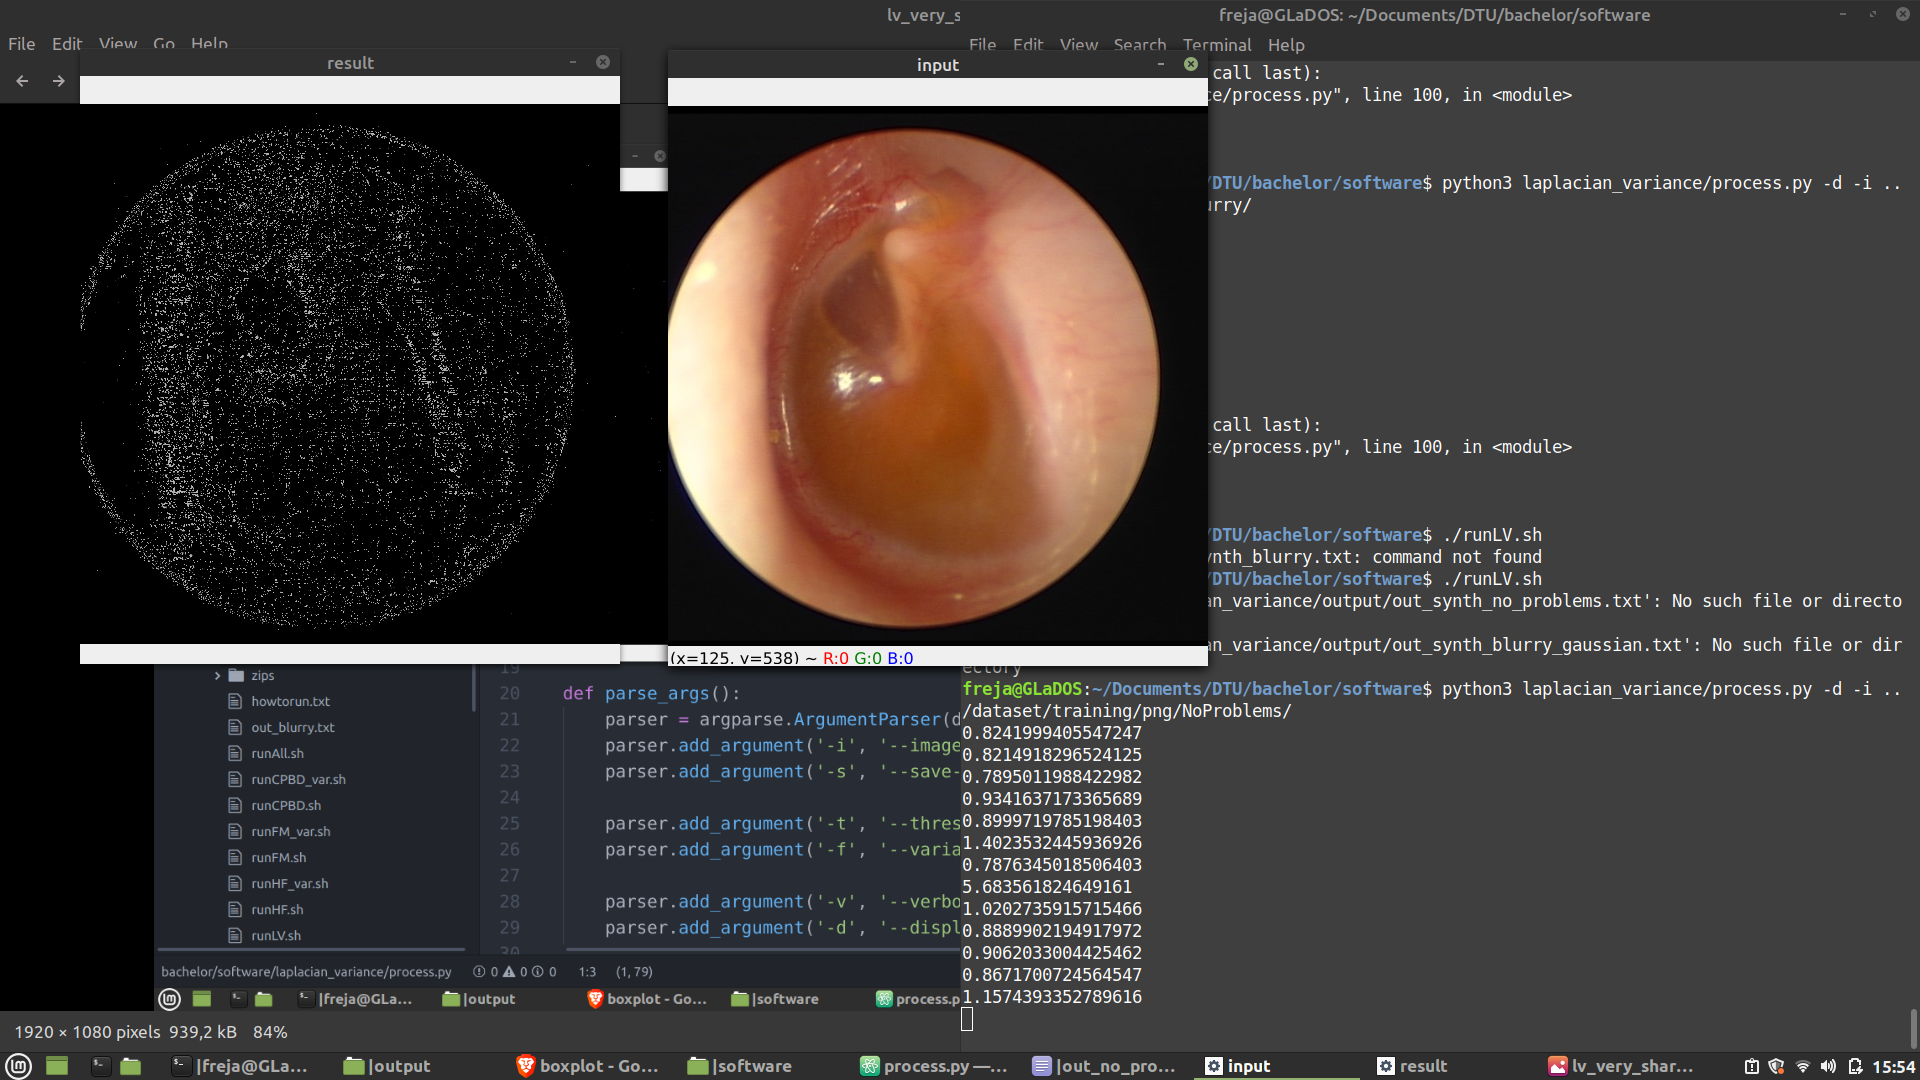 lv_very_s
freja@GLaDOS: ~/Documents/DTU/bachelor/software
File Edit View Go Help
File Edit View Search Terminal Help
result
input
call last):
ce/process.py", line 100, in <module>
/DTU/bachelor/software$ python3 laplacian_variance/process.py -d -i ..
urry/
call last):
ce/process.py", line 100, in <module>
/DTU/bachelor/software$ ./runLV.sh
ynth_blurry.txt: command not found
/DTU/bachelor/software$ ./runLV.sh
an_variance/output/out_synth_no_problems.txt': No such file or directo
an_variance/output/out_synth_blurry_gaussian.txt': No such file or dir
ectory
(x=125, y=538) ~ R:0 G:0 B:0
freja@GLaDOS:~/Documents/DTU/bachelor/software$ python3 laplacian_variance/process.py -d -i ..
/dataset/training/png/NoProblems/
0.8241999405547247
0.8214918296524125
0.7895011988422982
0.9341637173365689
0.8999719785198403
1.4023532445936926
0.7876345018506403
5.683561824649161
1.0202735915715466
0.8889902194917972
0.9062033004425462
0.8671700724564547
1.1574393352789616
zips
howtorun.txt
out_blurry.txt
runAll.sh
runCPBD_var.sh
runCPBD.sh
runFM_var.sh
runFM.sh
runHF_var.sh
runHF.sh
runLV.sh
19
20 def parse_args():
21 parser = argparse.ArgumentParser(d
22 parser.add_argument('-i', '--image
23 parser.add_argument('-s', '--save-
24
25 parser.add_argument('-t', '--thres
26 parser.add_argument('-f', '--varia
27
28 parser.add_argument('-v', '--verbo
29 parser.add_argument('-d', '--displ
30
bachelor/software/laplacian_variance/process.py 0 0 0 1:3 (1, 79)
|freja@GLa... |output boxplot - Go... |software process.p
1920 × 1080 pixels 939,2 kB 84%
|freja@GLa... |output boxplot - Go... |software process.py —... |out_no_pro... input result lv_very_shar... 15:54